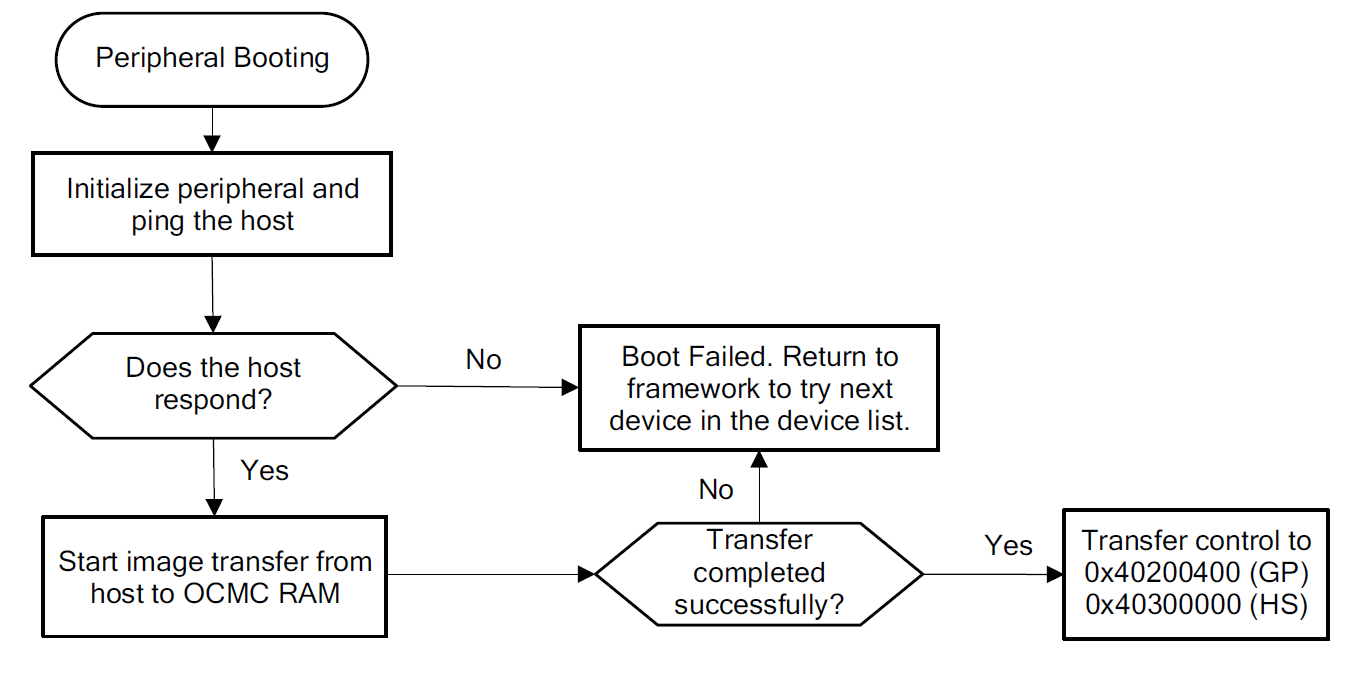 Peripheral Booting
Initialize peripheral and
ping the host
Does the host
respond?
No
Boot Failed. Return to
framework to try next
device in the device list.
Yes
Start image transfer from
host to OCMC RAM
No
Transfer
completed
successfully?
Yes
Transfer control to
0x40200400 (GP)
0x40300000 (HS)